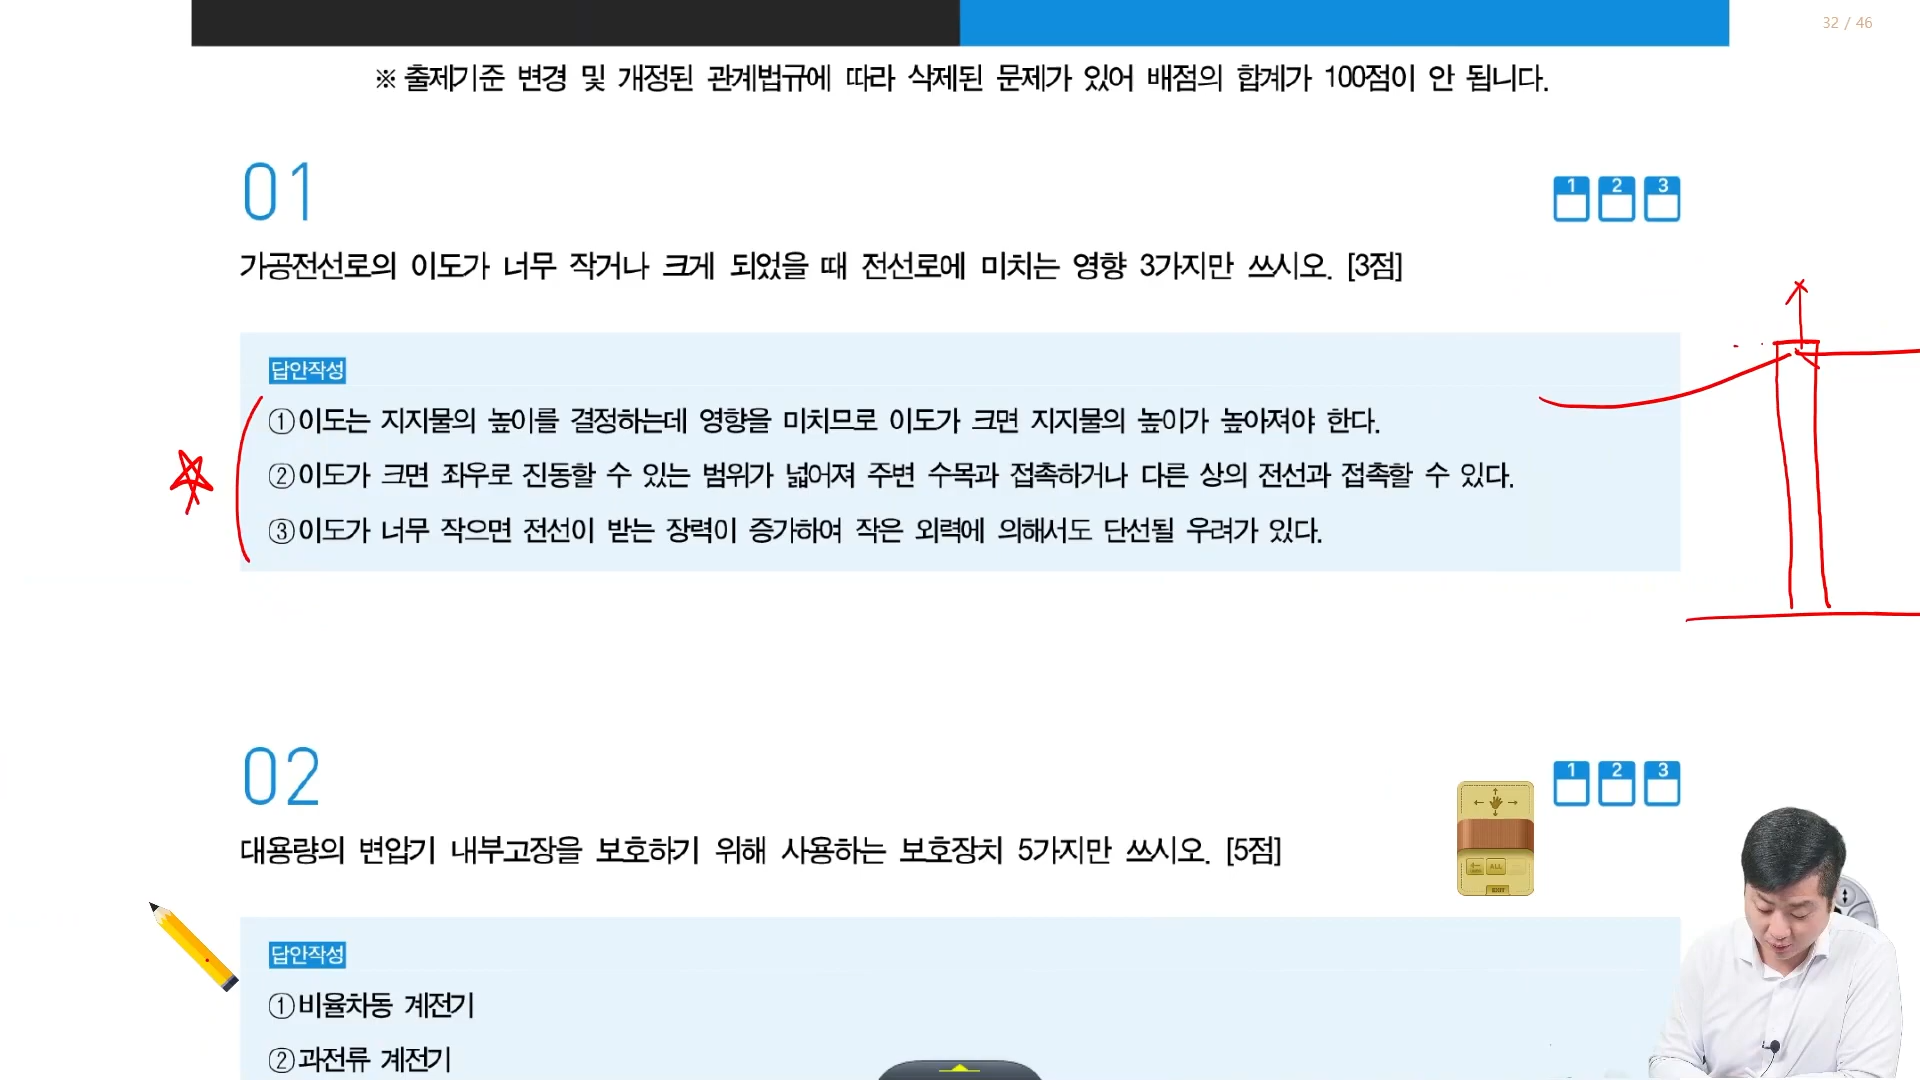 32 / 46
※ 출제기준 변경 및 개정된 관계법규에 따라 삭제된 문제가 있어 배점의 합계가 100점이 안 됩니다.
01
1 2 3
가공전선로의 이도가 너무 작거나 크게 되었을 때 전선로에 미치는 영향 3가지만 쓰시오. [3점]
답안작성
① 이도는 지지물의 높이를 결정하는데 영향을 미치므로 이도가 크면 지지물의 높이가 높아져야 한다.
② 이도가 크면 좌우로 진동할 수 있는 범위가 넓어져 주변 수목과 접촉하거나 다른 상의 전선과 접촉할 수 있다.
③ 이도가 너무 작으면 전선이 받는 장력이 증가하여 작은 외력에 의해서도 단선될 우려가 있다.
02
1 2 3
대용량의 변압기 내부고장을 보호하기 위해 사용하는 보호장치 5가지만 쓰시오. [5점]
ALL
EXIT
답안작성
① 비율차동 계전기
② 과전류 계전기